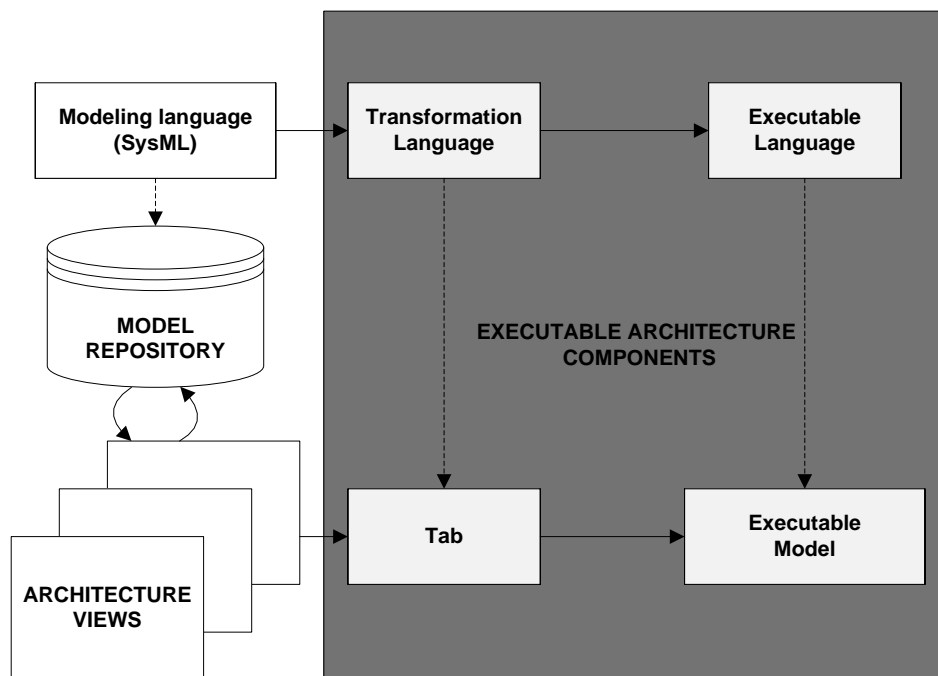 Modeling language
(SysML)
Transformation
Language
Executable
Language
MODEL
REPOSITORY
EXECUTABLE ARCHITECTURE
COMPONENTS
Tab
Executable
Model
ARCHITECTURE
VIEWS